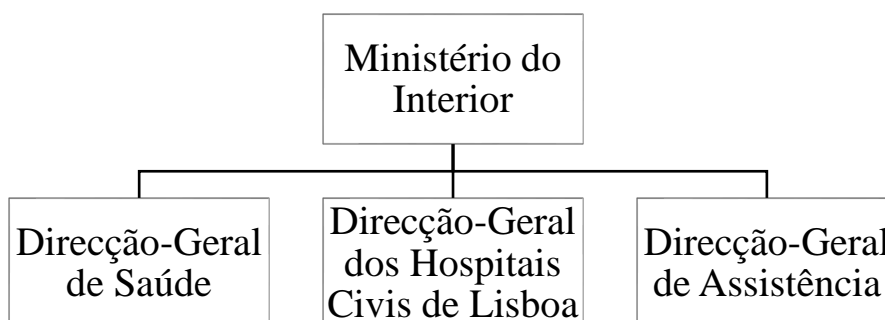 Ministério do
Interior
Direcção-Geral
de Saúde
Direcção-Geral
dos Hospitais
Civis de Lisboa
Direcção-Geral
de Assistência